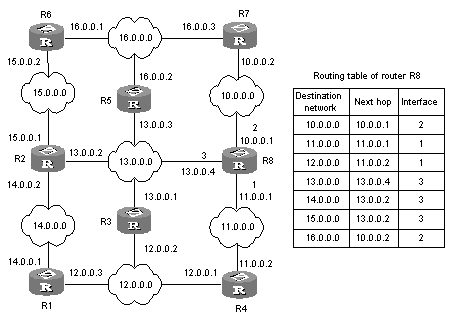 R6
16.0.0.1
16.0.0.0
16.0.0.3
R7
15.0.0.2
16.0.0.2
10.0.0.2
15.0.0.0
R5
10.0.0.0
15.0.0.1
13.0.0.3
2
10.0.0.1
R2
R
13.0.0.2
13.0.0.0
3
13.0.0.4
R8
14.0.0.2
13.0.0.1
1
11.0.0.1
14.0.0.0
R3
11.0.0.0
12.0.0.2
14.0.0.1
12.0.0.3
12.0.0.0
12.0.0.1
11.0.0.2
R1
R4
R
R
R
R
R
R
R
Routing table of router R8
Destination network Next hop Interface
10.0.0.0 10.0.0.1 2
11.0.0.0 11.0.0.1 1
12.0.0.0 11.0.0.2 1
13.0.0.0 13.0.0.4 3
14.0.0.0 13.0.0.2 3
15.0.0.0 13.0.0.2 3
16.0.0.0 10.0.0.2 2